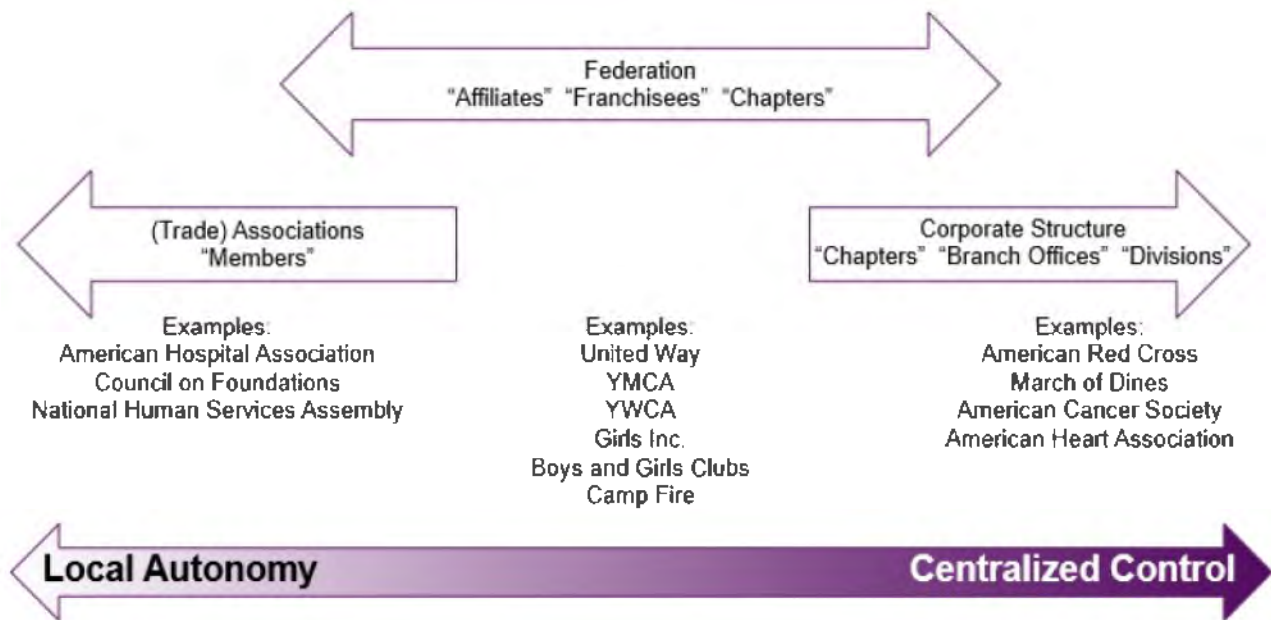 Federation
“Affiliates” “Franchisees” “Chapters”
(Trade) Associations
“Members”
Corporate Structure
“Chapters” “Branch Offices” “Divisions”
Examples:
American Hospital Association
Council on Foundations
National Human Services Assembly
Examples:
United Way
YMCA
YWCA
Girls Inc.
Boys and Girls Clubs
Camp Fire
Examples:
American Red Cross
March of Dines
American Cancer Society
American Heart Association
Local Autonomy
Centralized Control